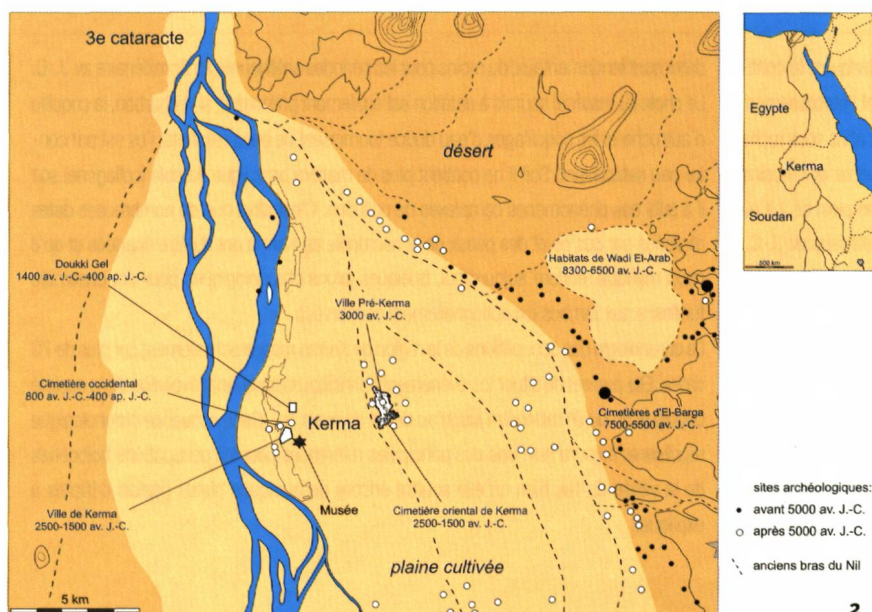 3e cataracte
désert
Doukki Gel
1400 av. J.-C.-400 ap. J.-C.
Ville Pré-Kerma
3000 av. J.-C.
Habitats de Wadi El-Arab
8300-6500 av. J.-C.
Cimetière occidental
800 av. J.-C.-400 ap. J.-C.
Kerma
Cimetières d'El-Barga
7500-5500 av. J.-C.
Ville de Kerma
2500-1500 av. J.-C.
Musée
Cimetière oriental de Kerma
2500-1500 av. J.-C.
plaine cultivée
5 km
Egypte
Kerma
Soudan
500 km
sites archéologiques:
avant 5000 av. J.-C.
après 5000 av. J.-C.
anciens bras du Nil
2